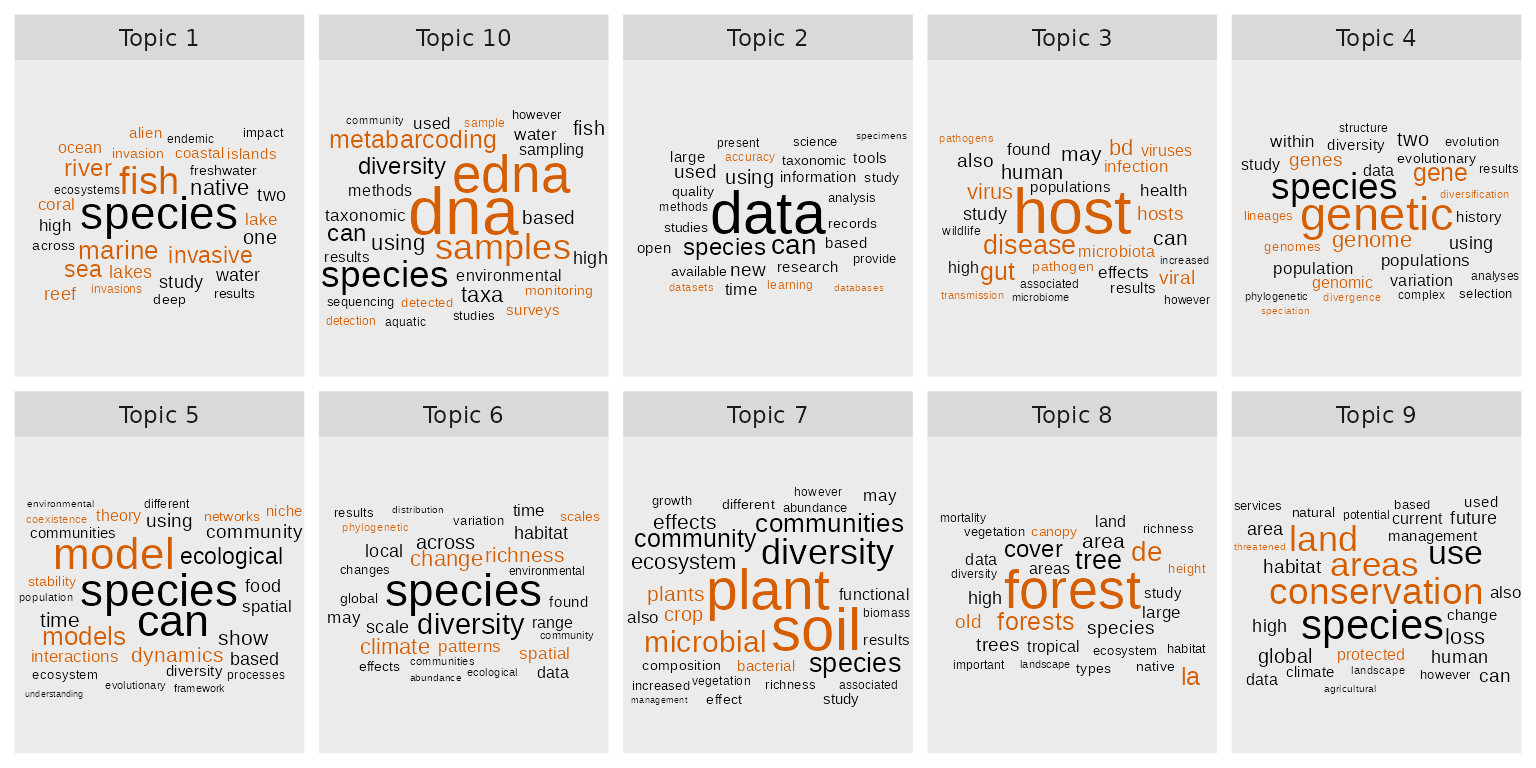 Topic 1
alien endemic impact
ocean invasion coastal islands
river freshwater
ecosystems fish native two
coral species lake
high one
across marine invasive
sea lakes study water
reef invasions deep results
Topic 10
community used sample however
metabarcoding water fish
diversity edna sampling
methods
taxonomic dna based
can using samples high
results
species environmental
sequencing detected taxa monitoring
detection aquatic studies surveys
Topic 2
present science specimens
large accuracy taxonomic tools
used using information study
quality analysis
methods data records
studies
open species can based
available new research provide
datasets time learning databases
Topic 3
pathogens found may bd viruses
also human infection
virus populations health
study host hosts
wildlife disease microbiota can
high gut pathogen effects increased
associated results viral
transmission microbiome however
Topic 4
structure
within diversity two evolution
study genes evolutionary
data gene results
species diversification
lineages genetic history
genomes genome using
population populations
genomic variation analyses
phylogenetic divergence complex selection
speciation
Topic 5
environmental different
coexistence theory using networks niche
communities community
model ecological
stability species food
population can spatial
time show
models
interactions dynamics based
ecosystem diversity processes
understanding evolutionary framework
Topic 6
results distribution time scales
phylogenetic variation
local across habitat
changes change richness
environmental
global species found
may scale diversity range
climate patterns community
effects communities spatial
abundance ecological data
Topic 7
growth different however may
effects abundance
community communities
ecosystem diversity
plants plant functional
also crop soil biomass
microbial results
composition bacterial species
increased vegetation richness associated
management effect study
Topic 8
mortality land
vegetation canopy area richness
data cover tree de
diversity areas height
high forest study
old forests large
species
trees tropical ecosystem habitat
important landscape types native
la
Topic 9
services natural potential based used
area current future
threatened land management
habitat areas use
conservation also
high species change
global loss
protected human
data climate landscape however can
agricultural